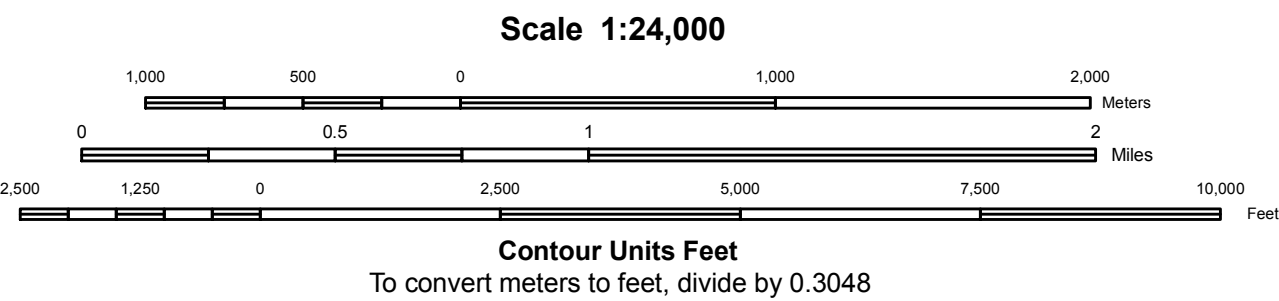 Scale 1:24,000
1,000 500 0 1,000 2,000
Meters
0 0.5 1 2
Miles
2,500 1,250 0 2,500 5,000 7,500 10,000
Feet
Contour Units Feet
To convert meters to feet, divide by 0.3048